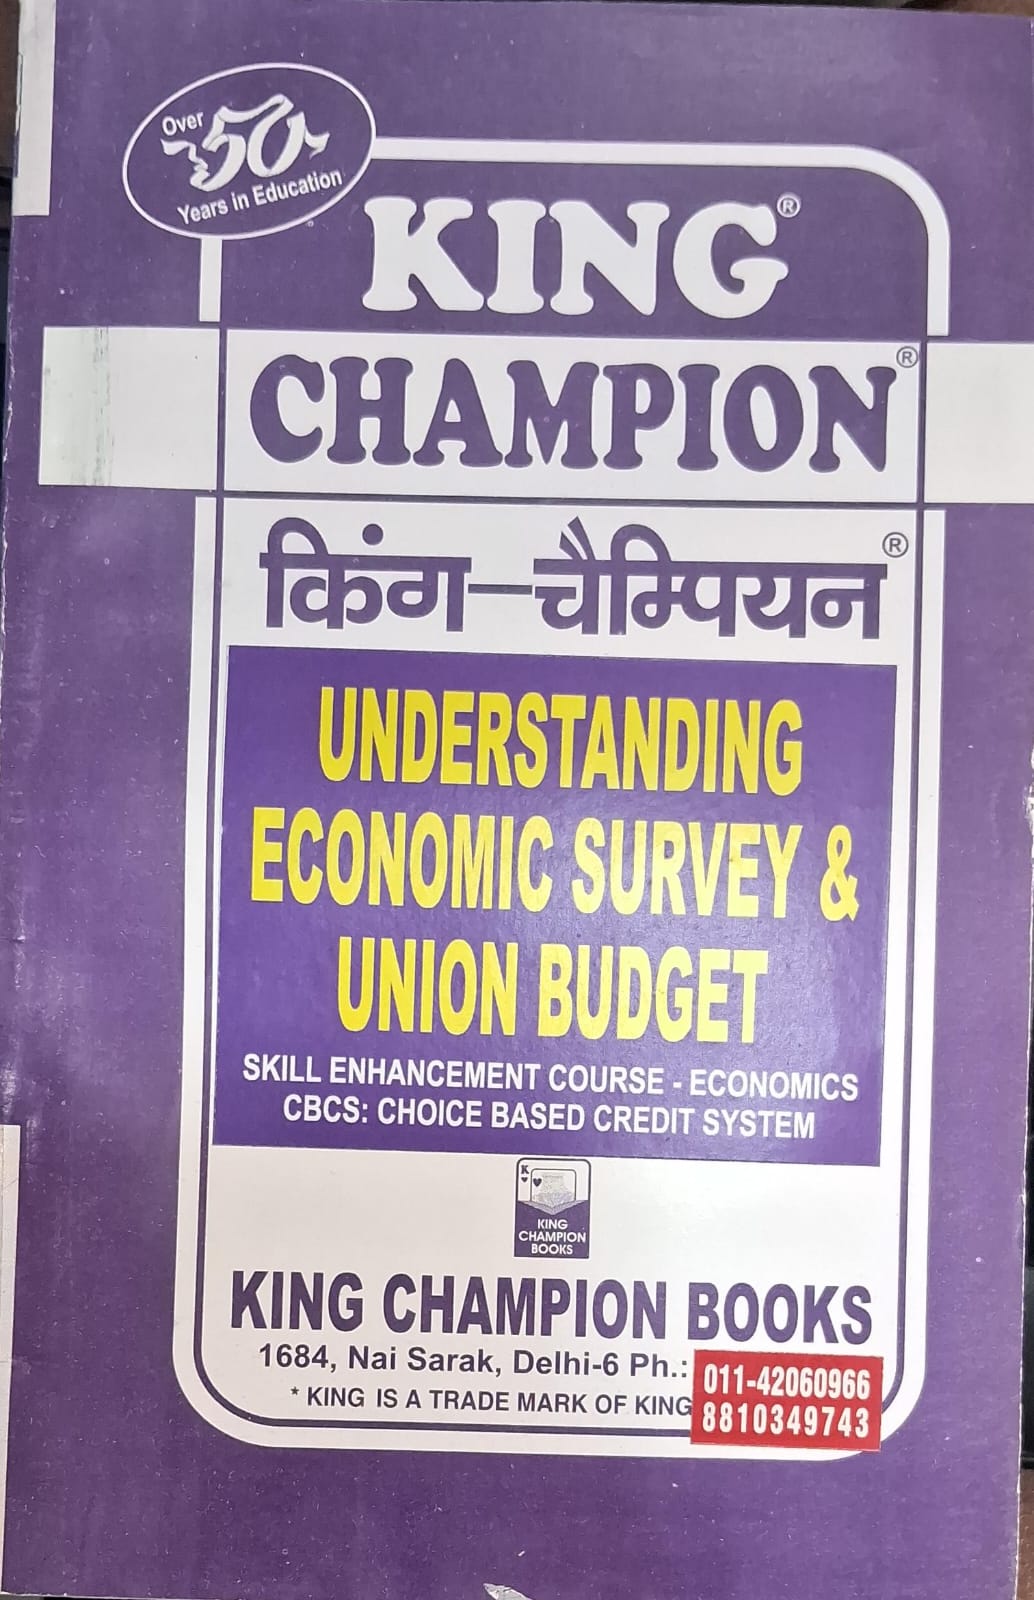 Over
50
Years in Education
KING®
CHAMPION®
किंग-चैम्पियन®
UNDERSTANDING
ECONOMIC SURVEY &
UNION BUDGET
SKILL ENHANCEMENT COURSE - ECONOMICS
CBCS: CHOICE BASED CREDIT SYSTEM
K
KING
CHAMPION
BOOKS
KING CHAMPION BOOKS
1684, Nai Sarak, Delhi-6 Ph.: 011-42060966
* KING IS A TRADE MARK OF KING 8810349743